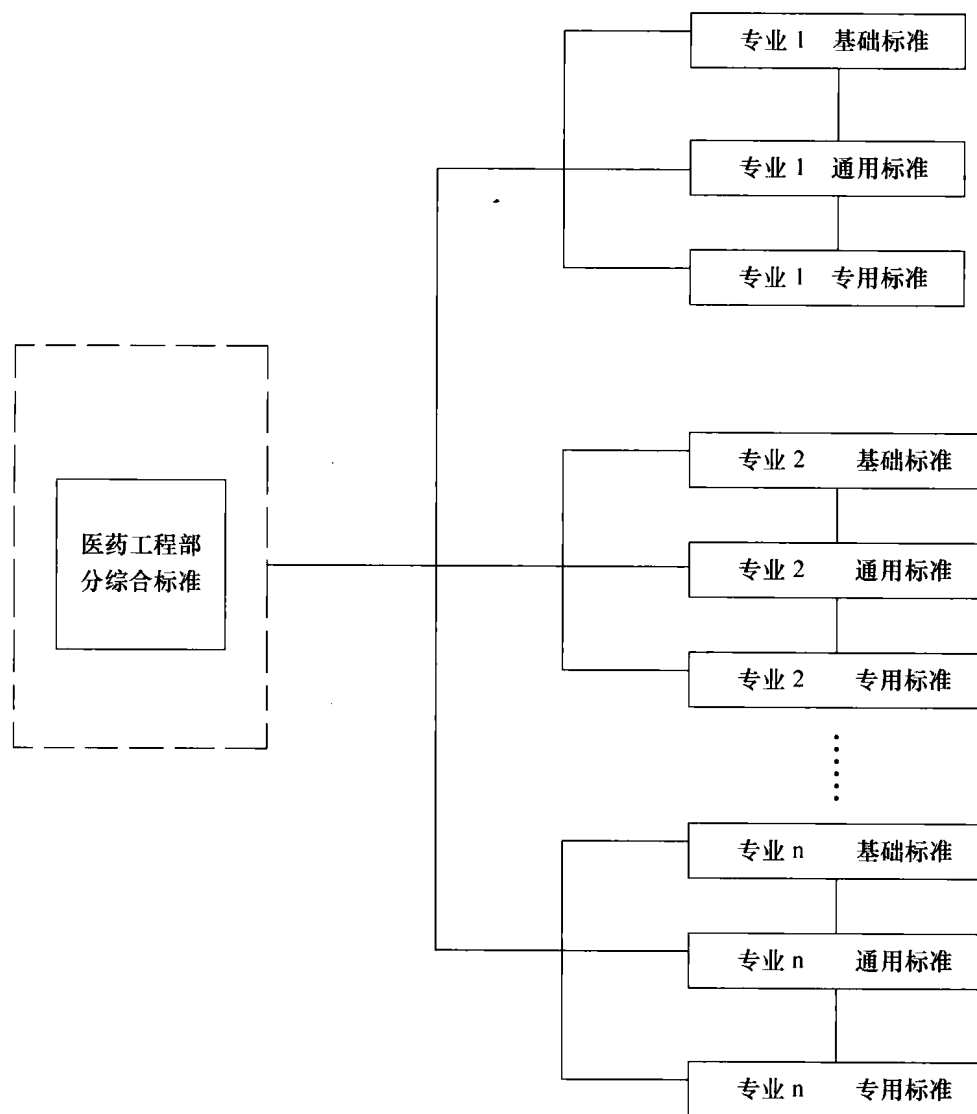 专业 1 基础标准
专业 1 通用标准
专业 1 专用标准
医药工程部
分综合标准
专业 2 基础标准
专业 2 通用标准
专业 2 专用标准
专业 n 基础标准
专业 n 通用标准
专业 n 专用标准